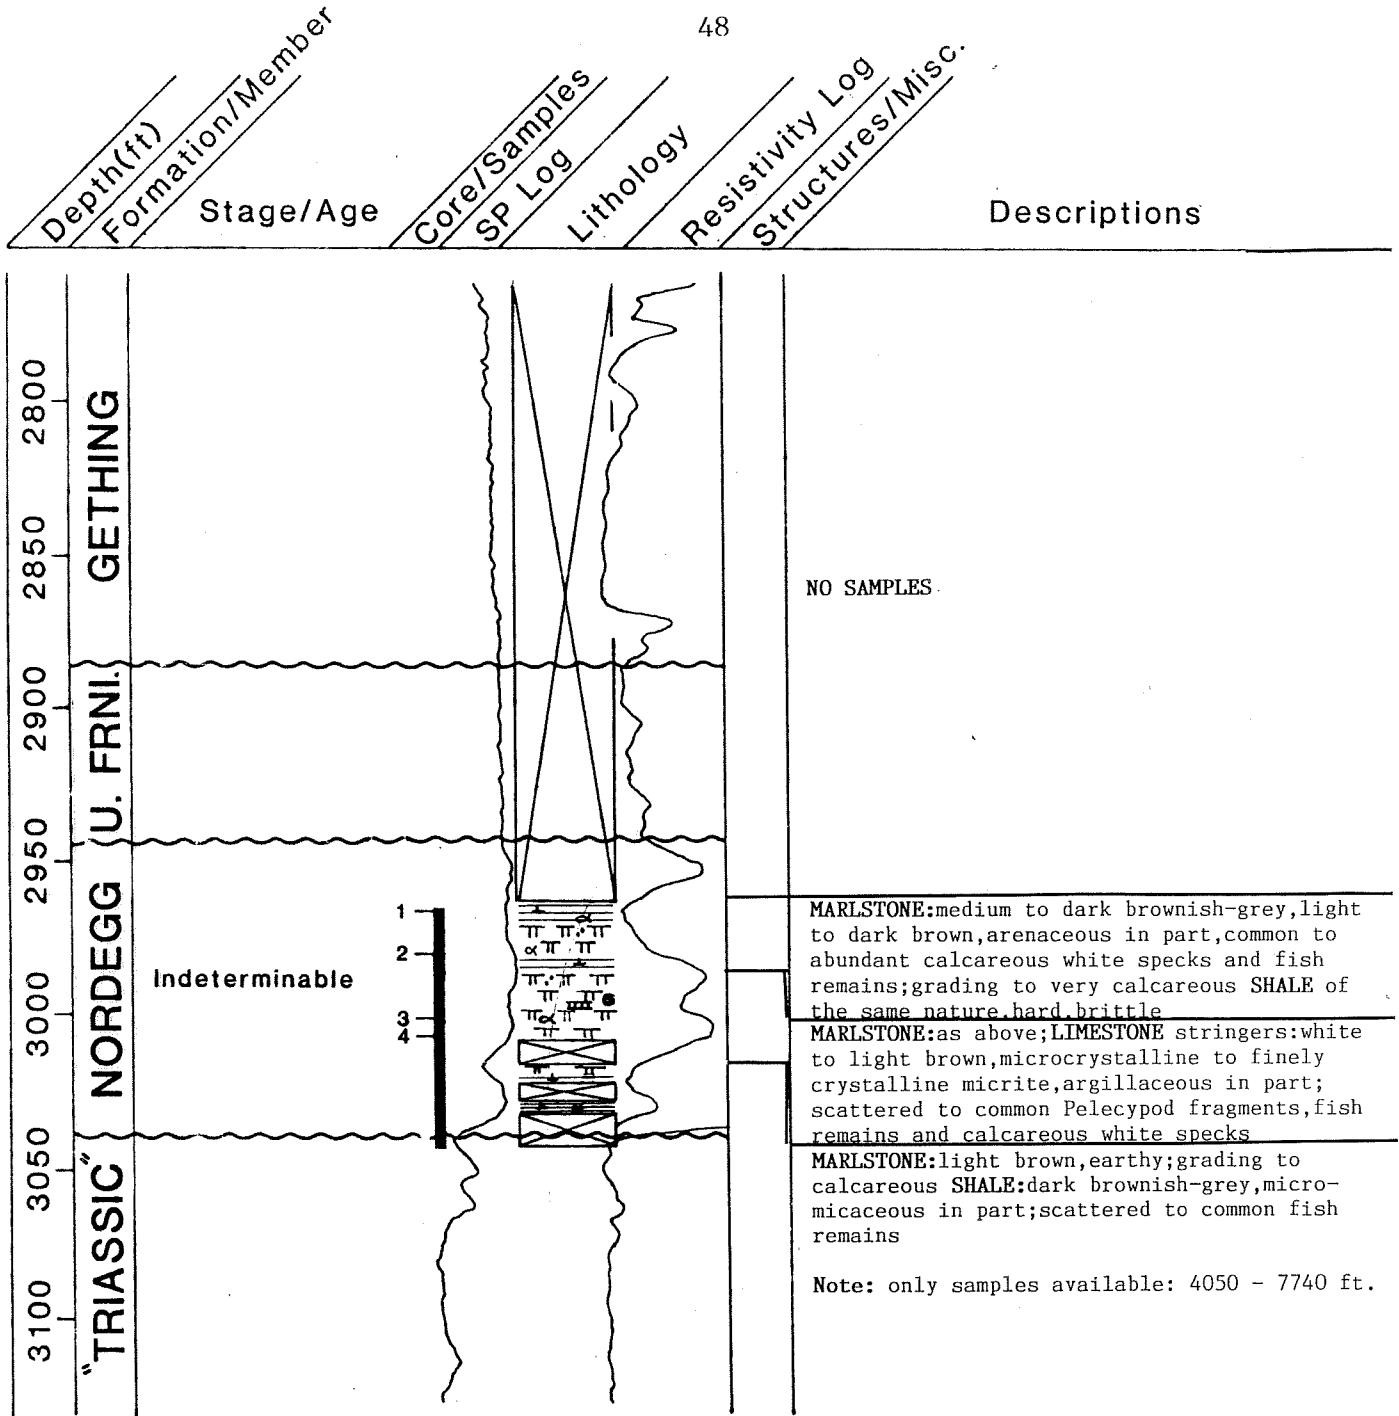 48
Depth(ft)
Formation/Member
Stage/Age
Core/Samples
SP Log
Lithology
Resistivity Log
Structures/Misc.
Descriptions
2800
2850
2900
2950
3000
3050
3100
GETHING
U. FRNI.
NORDEGG
"TRIASSIC"
Indeterminable
1
2
3
4
NO SAMPLES
MARLSTONE:medium to dark brownish-grey,light
to dark brown,arenaceous in part,common to
abundant calcareous white specks and fish
remains;grading to very calcareous SHALE of
the same nature,hard,brittle
MARLSTONE:as above;LIMESTONE stringers:white
to light brown,microcrystalline to finely
crystalline micrite,argillaceous in part;
scattered to common Pelecypod fragments,fish
remains and calcareous white specks
MARLSTONE:light brown,earthy;grading to
calcareous SHALE:dark brownish-grey,micro-
micaceous in part;scattered to common fish
remains
Note: only samples available: 4050 - 7740 ft.